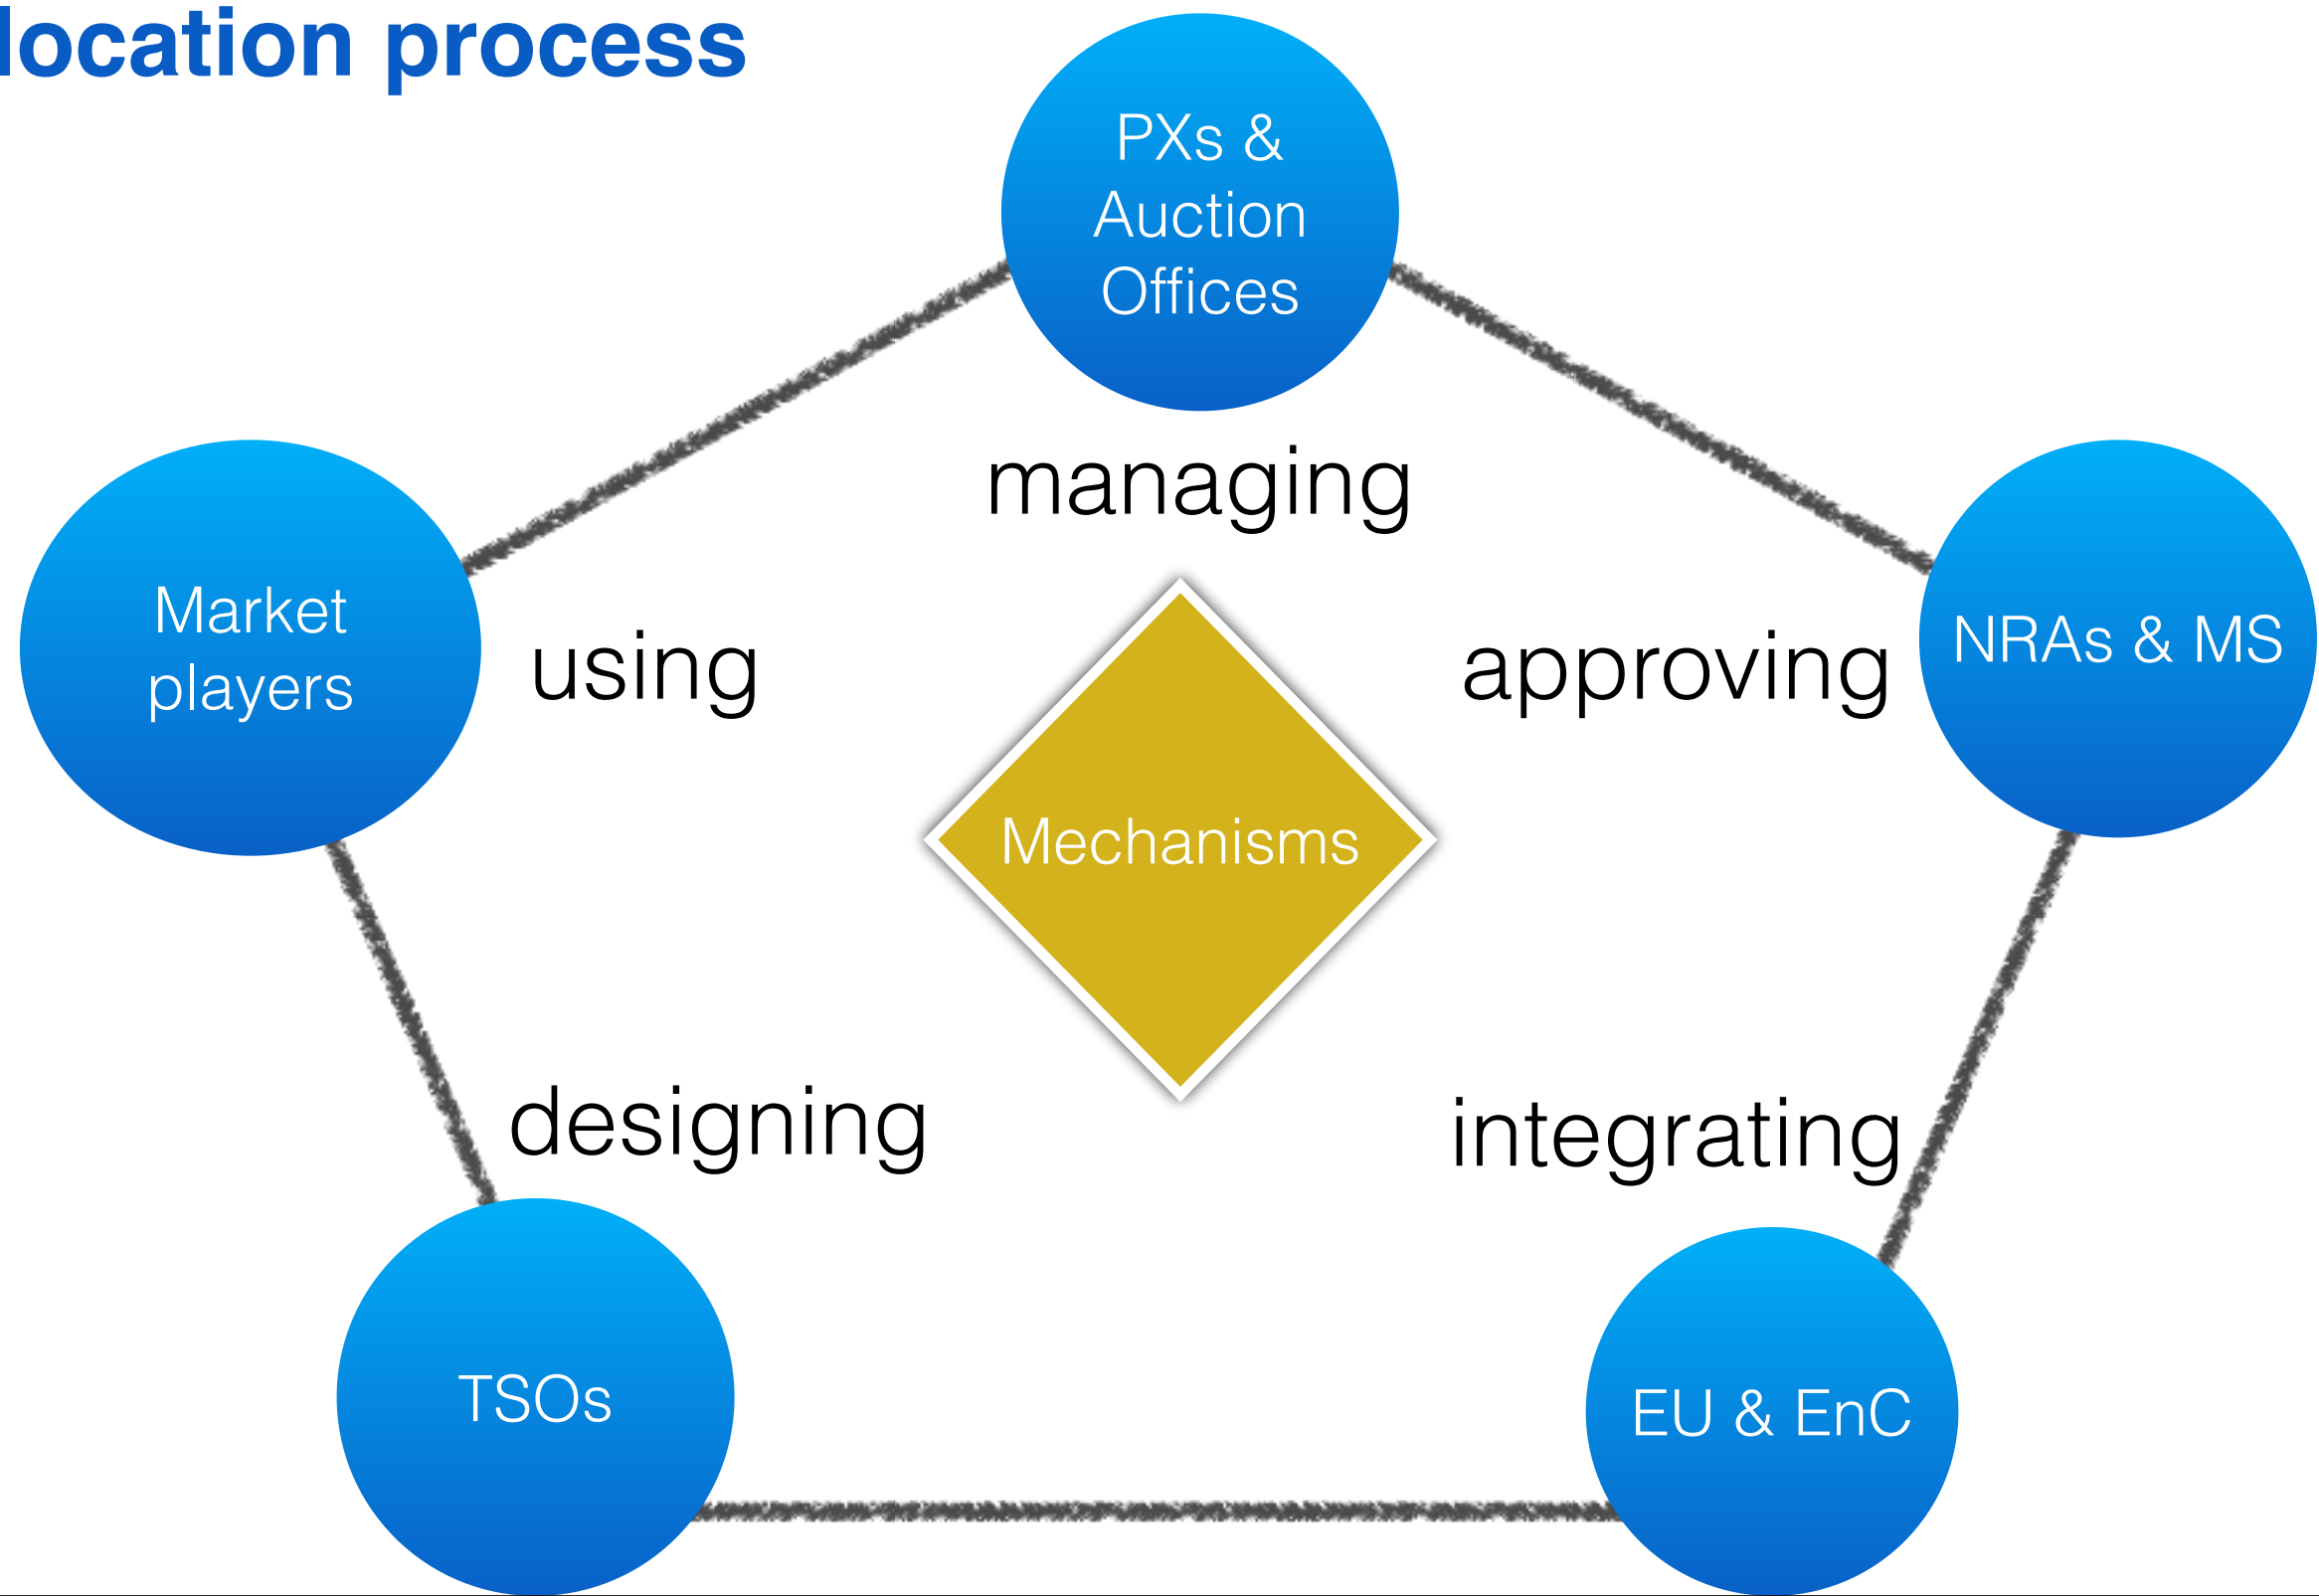 location process
PXs &
Auction
Offices
managing
Market
players
using
approving
NRAs & MS
Mechanisms
designing
integrating
TSOs
EU & EnC